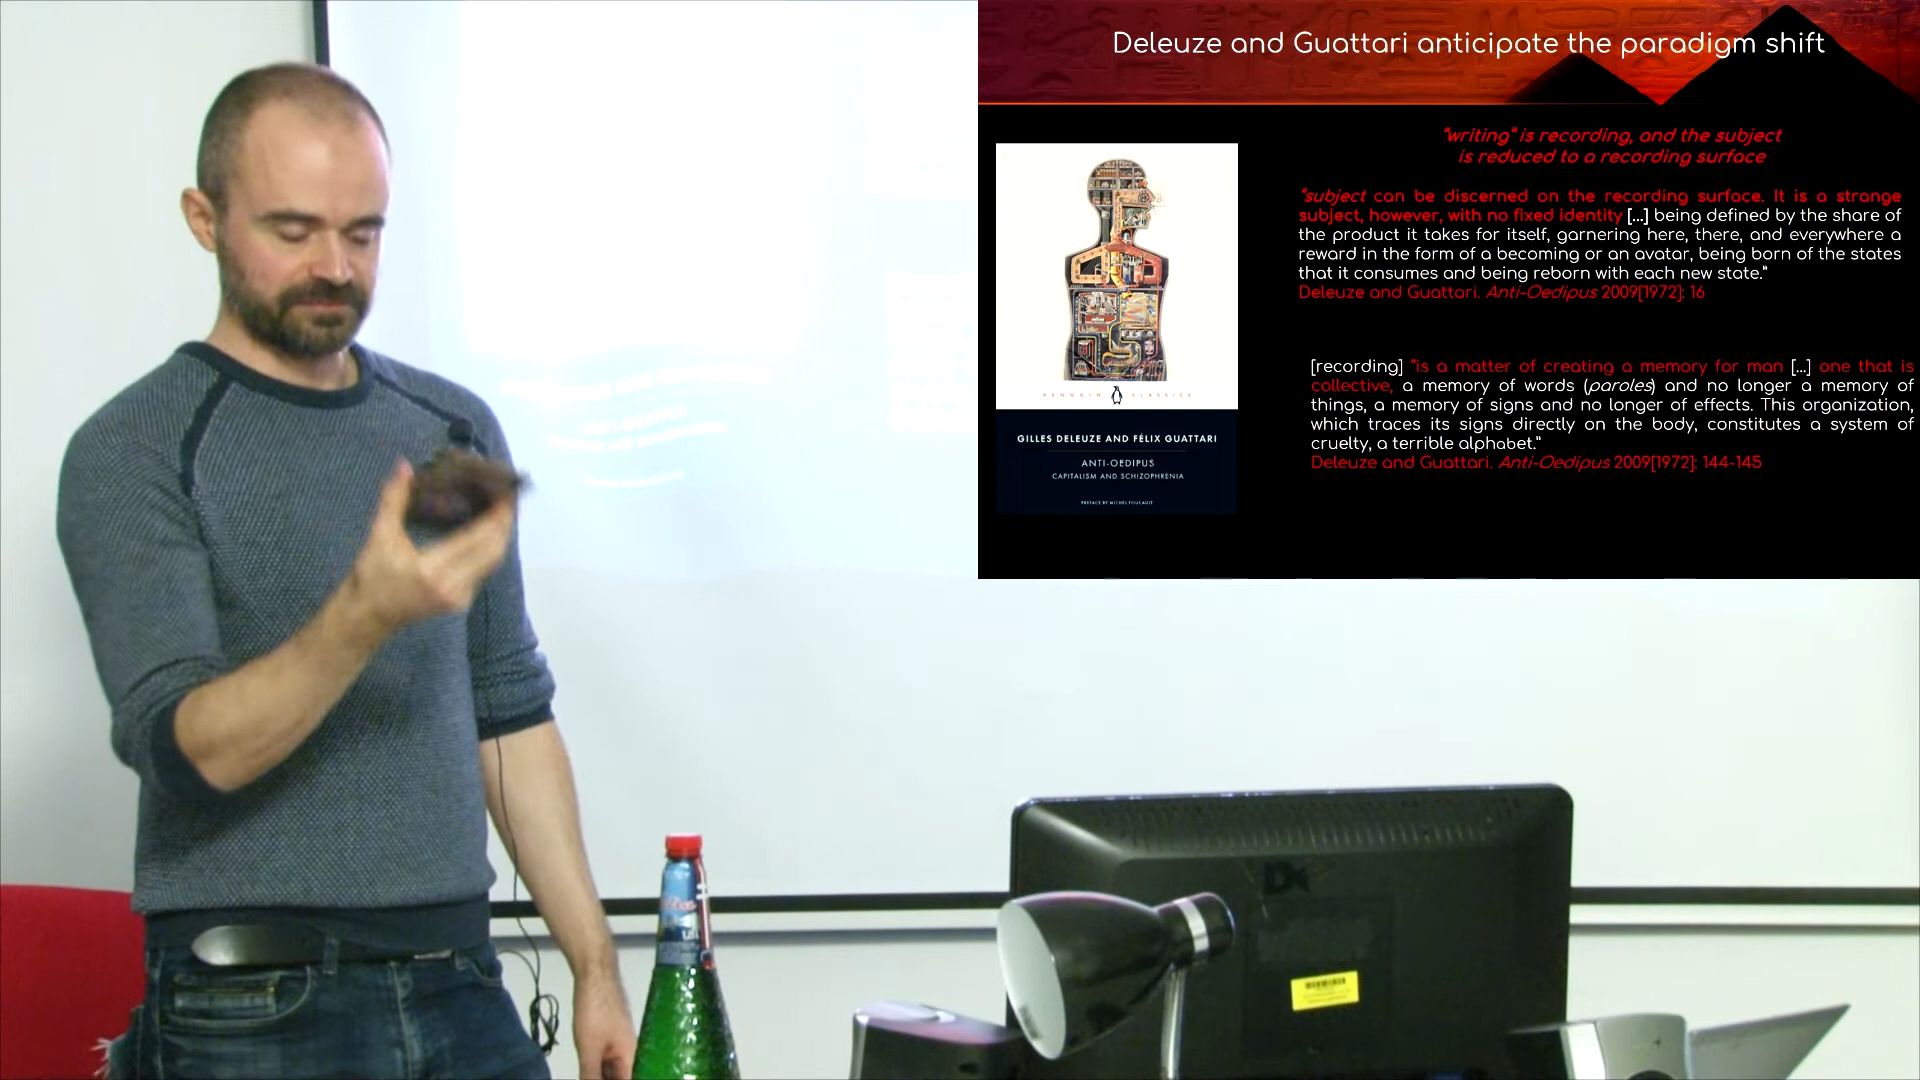 Deleuze and Guattari anticipate the paradigm shift
"writing" is recording, and the subject
is reduced to a recording surface
"subject can be discerned on the recording surface. It is a strange
subject, however, with no fixed identity [...] being defined by the share of
the product it takes for itself, garnering here, there, and everywhere a
reward in the form of a becoming or an avatar, being born of the states
that it consumes and being reborn with each new state."
Deleuze and Guattari. Anti-Oedipus 2009[1972]: 16
[recording] "is a matter of creating a memory for man [...] one that is
collective, a memory of words (paroles) and no longer a memory of
things, a memory of signs and no longer of effects. This organization,
which traces its signs directly on the body, constitutes a system of
cruelty, a terrible alphabet."
Deleuze and Guattari. Anti-Oedipus 2009[1972]: 144-145
PENGUIN CLASSICS
GILLES DELEUZE AND FÉLIX GUATTARI
ANTI-OEDIPUS
CAPITALISM AND SCHIZOPHRENIA
PREFACE BY MICHEL FOUCAULT